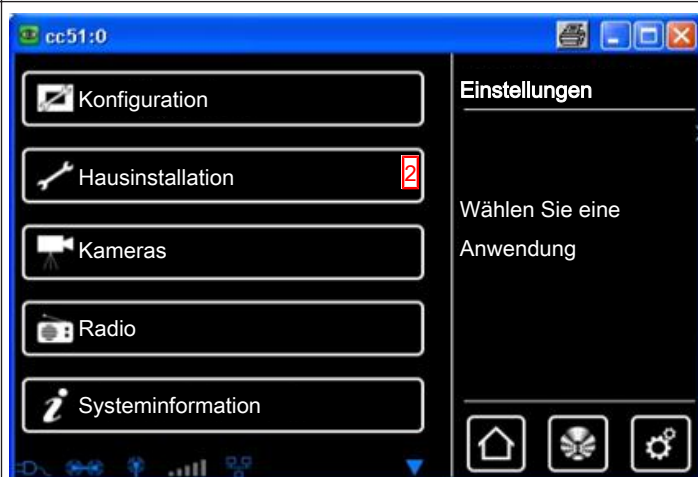 cc51:0
Konfiguration
Hausinstallation
2
Kameras
Radio
Systeminformation
Einstellungen
Wählen Sie eine
Anwendung